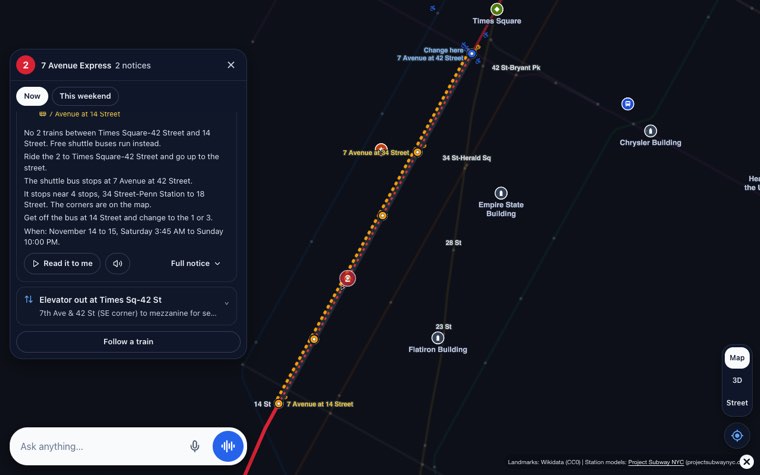 Times Square
Change here
7 Avenue at 42 Street
42 St-Bryant Pk
2 7 Avenue Express 2 notices
Now This weekend
7 Avenue at 14 Street
No 2 trains between Times Square-42 Street and 14
Street. Free shuttle buses run instead.
Ride the 2 to Times Square-42 Street and go up to the
street.
The shuttle bus stops at 7 Avenue at 42 Street.
It stops near 4 stops, 34 Street-Penn Station to 18
Street. The corners are on the map.
Get off the bus at 14 Street and change to the 1 or 3.
When: November 14 to 15, Saturday 3:45 AM to Sunday
10:00 PM.
Read it to me Full notice
Elevator out at Times Sq-42 St
7th Ave & 42 St (SE corner) to mezzanine for se...
Follow a train
Ask anything...
Chrysler Building
7 Avenue at 34 Street
34 St-Herald Sq
Empire State
Building
28 St
2
23 St
Flatiron Building
14 St 7 Avenue at 14 Street
Map
3D
Street
Landmarks: Wikidata (CC0) | Station models: Project Subway NYC (projectsubwaynyc.c